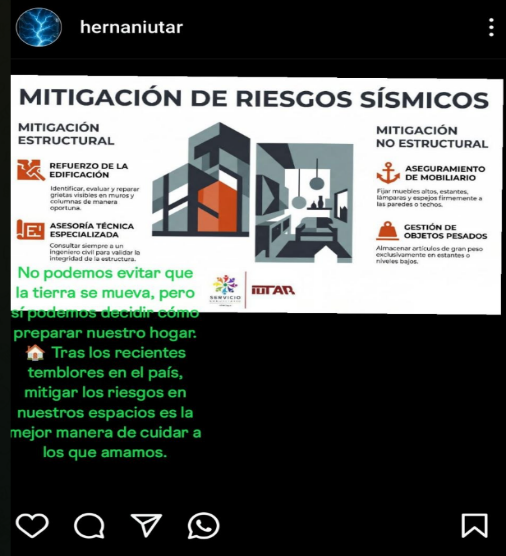 hernaniutar
MITIGACIÓN DE RIESGOS SÍSMICOS
MITIGACIÓN
ESTRUCTURAL
REFUERZO DE LA
EDIFICACIÓN
Identificar, evaluar y reparar
grietas visibles en muros y
columnas de manera
oportuna.
ASESORÍA TÉCNICA
ESPECIALIZADA
Consultar siempre a un
ingeniero civil para validar la
integridad de la estructura.
MITIGACIÓN
NO ESTRUCTURAL
ASEGURAMIENTO
DE MOBILIARIO
Fijar muebles altos, estantes,
lámparas y espejos firmemente a
las paredes o techos.
GESTIÓN DE
OBJETOS PESADOS
Almacenar artículos de gran peso
exclusivamente en estantes o
niveles bajos.
SERVICIO
IUTAR
No podemos evitar que
la tierra se mueva, pero
sí podemos decidir cómo
preparar nuestro hogar.
🏠 Tras los recientes
temblores en el país,
mitigar los riesgos en
nuestros espacios es la
mejor manera de cuidar a
los que amamos.